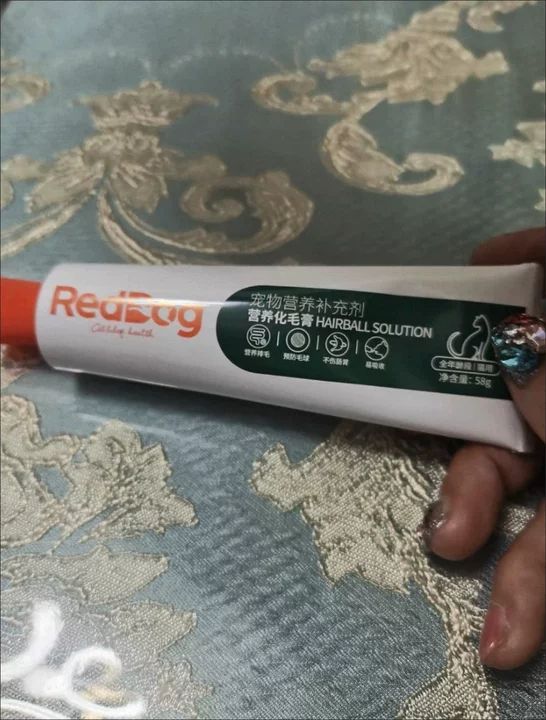 RedDog
宠物营养补充剂
营养化毛膏 HAIRBALL SOLUTION
营养排毛 预防毛球 不伤肠胃 易吸收
全年龄段 猫用
净含量: 58g